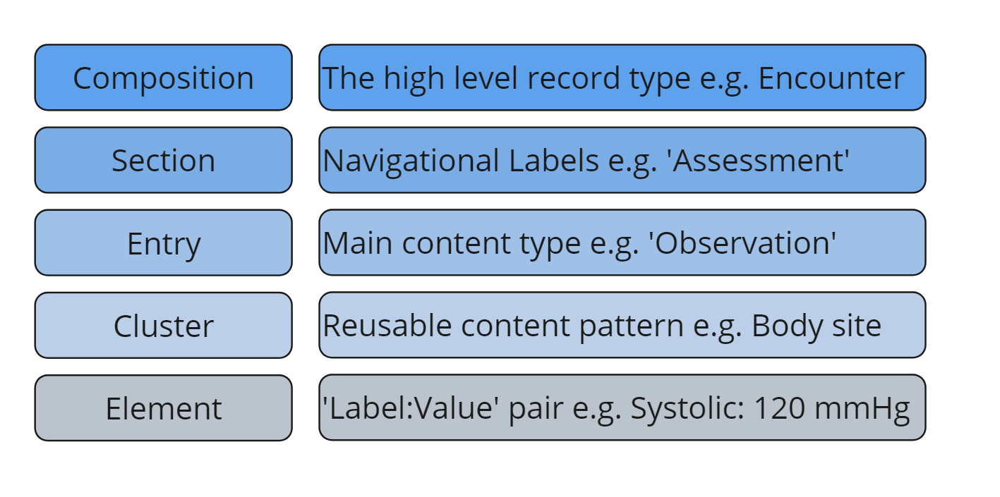 Composition
The high level record type e.g. Encounter
Section
Navigational Labels e.g. 'Assessment'
Entry
Main content type e.g. 'Observation'
Cluster
Reusable content pattern e.g. Body site
Element
'Label:Value' pair e.g. Systolic: 120 mmHg